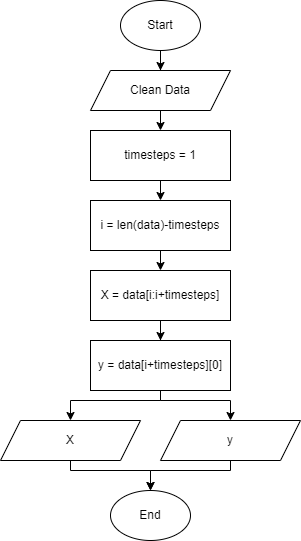 Start
Clean Data
timesteps = 1
i = len(data)-timesteps
X = data[i:i+timesteps]
y = data[i+timesteps][0]
X
y
End